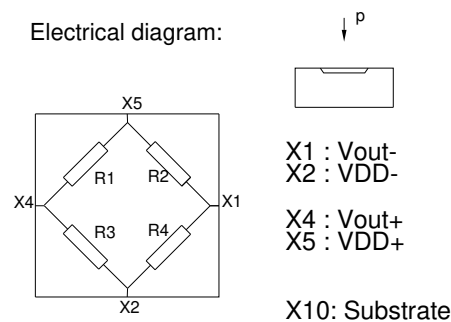 Electrical diagram:
p
X5
R1
R2
X4
X1
R3
R4
X2
X1 : Vout-
X2 : VDD-
X4 : Vout+
X5 : VDD+
X10: Substrate